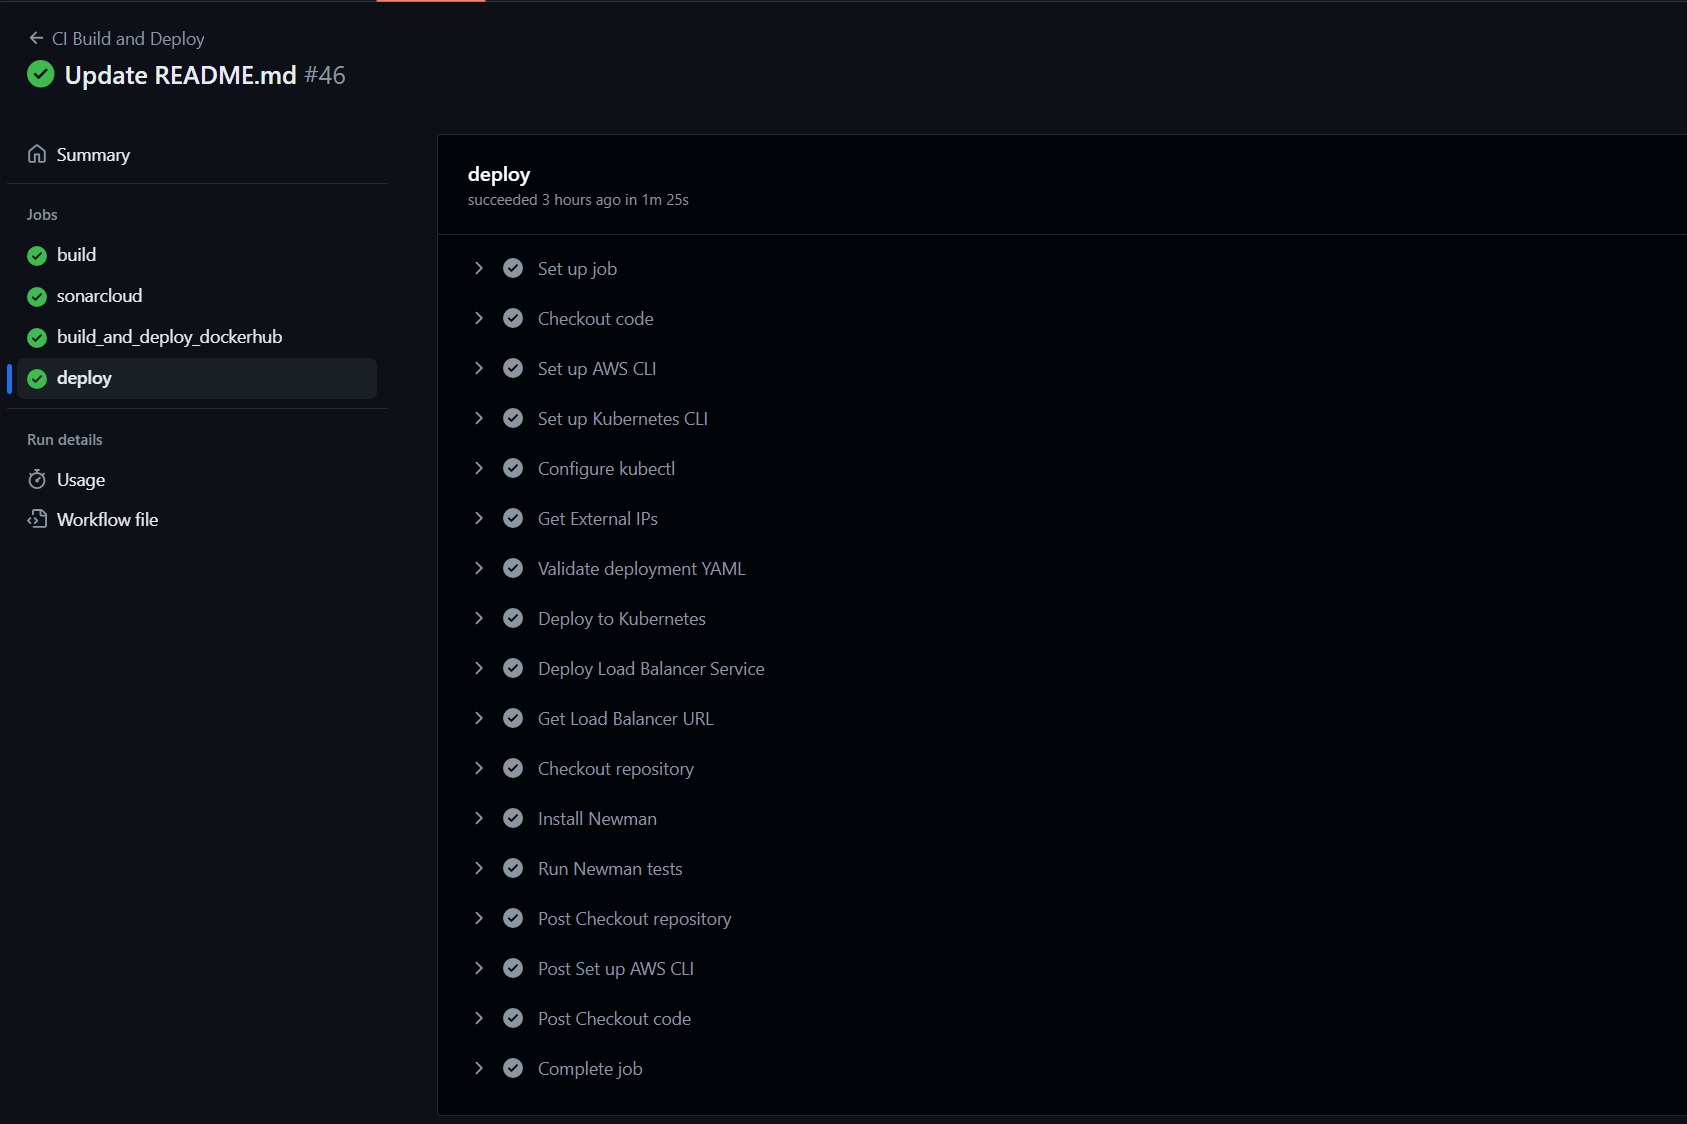 CI Build and Deploy
Update README.md #46
Summary
Jobs
build
sonarcloud
build_and_deploy_dockerhub
deploy
Run details
Usage
Workflow file
deploy
succeeded 3 hours ago in 1m 25s
Set up job
Checkout code
Set up AWS CLI
Set up Kubernetes CLI
Configure kubectl
Get External IPs
Validate deployment YAML
Deploy to Kubernetes
Deploy Load Balancer Service
Get Load Balancer URL
Checkout repository
Install Newman
Run Newman tests
Post Checkout repository
Post Set up AWS CLI
Post Checkout code
Complete job